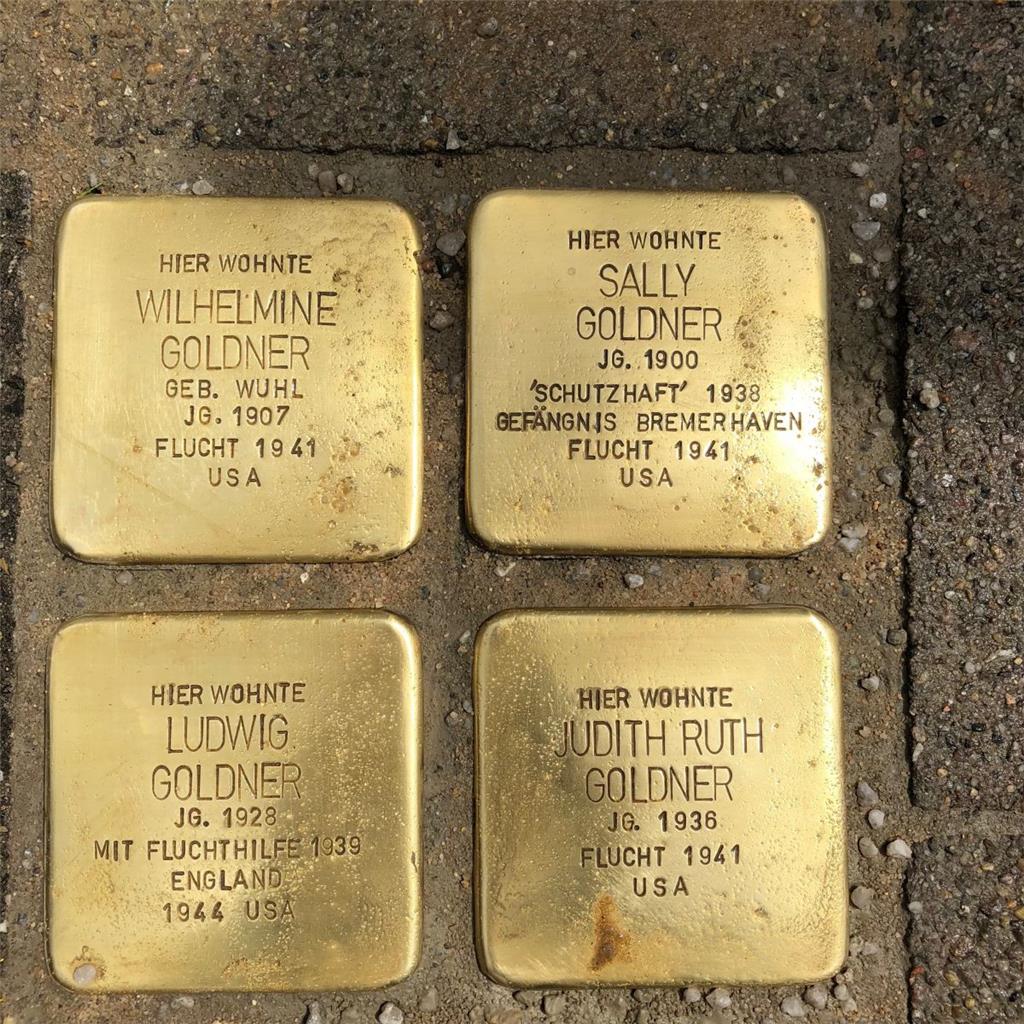 HIER WOHNTE
WILHELMINE
GOLDNER
GEB. WUHL
JG. 1907
FLUCHT 1941
USA
HIER WOHNTE
SALLY
GOLDNER
JG. 1900
'SCHUTZHAFT' 1938
GEFÄNGNIS BREMERHAVEN
FLUCHT 1941
USA
HIER WOHNTE
LUDWIG
GOLDNER
JG. 1928
MIT FLUCHTHILFE 1939
ENGLAND
1944 USA
HIER WOHNTE
JUDITH RUTH
GOLDNER
JG. 1936
FLUCHT 1941
USA